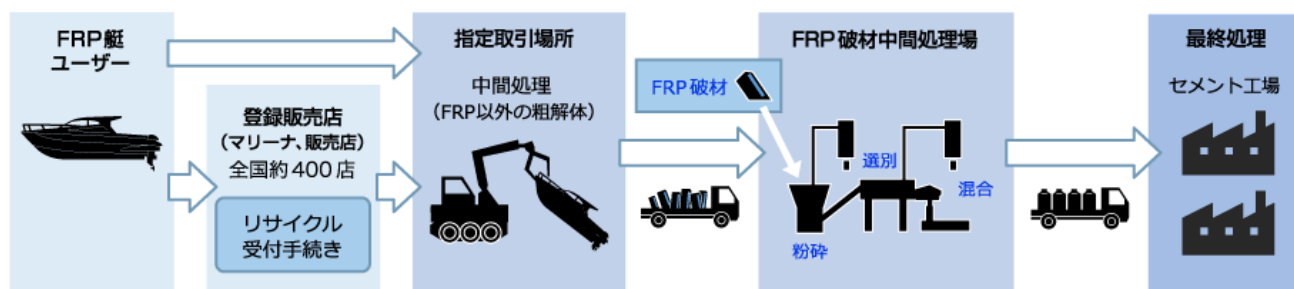 FRP艇
ユーザー
登録販売店
（マリーナ、販売店）
全国約400店
リサイクル
受付手続き
指定取引場所
中間処理
（FRP以外の粗解体）
FRP破材
FRP破材中間処理場
粉砕
選別
混合
最終処理
セメント工場